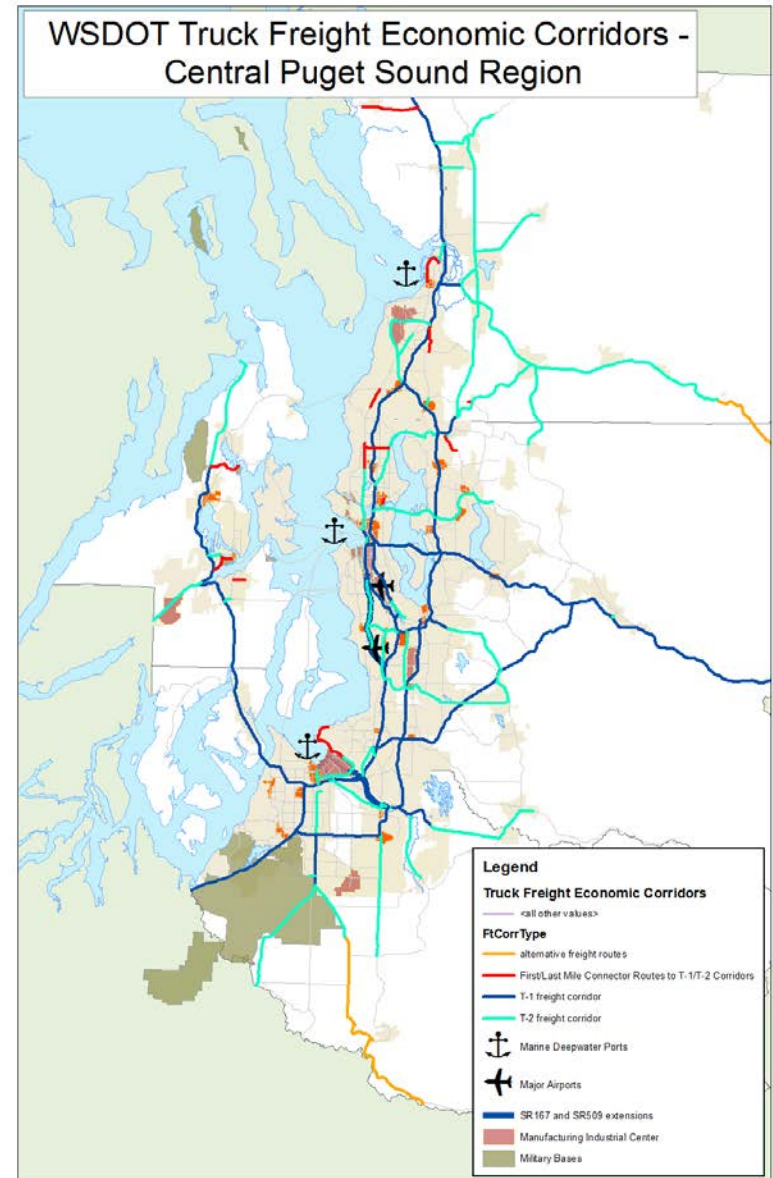 WSDOT Truck Freight Economic Corridors -
Central Puget Sound Region
Legend
Truck Freight Economic Corridors
<all other values>
FtCorrType
alternative freight routes
First/Last Mile Connector Routes to T-1/T-2 Corridors
T-1 freight corridor
T-2 freight corridor
Marine Deepwater Ports
Major Airports
SR167 and SR509 extensions
Manufacturing Industrial Center
Military Bases